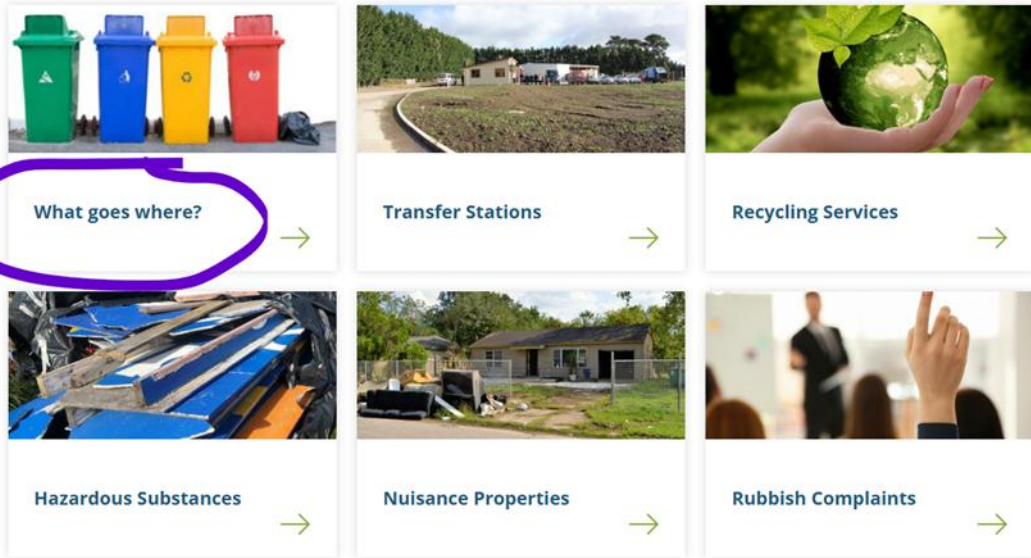 What goes where?
Transfer Stations
Recycling Services
Hazardous Substances
Nuisance Properties
Rubbish Complaints